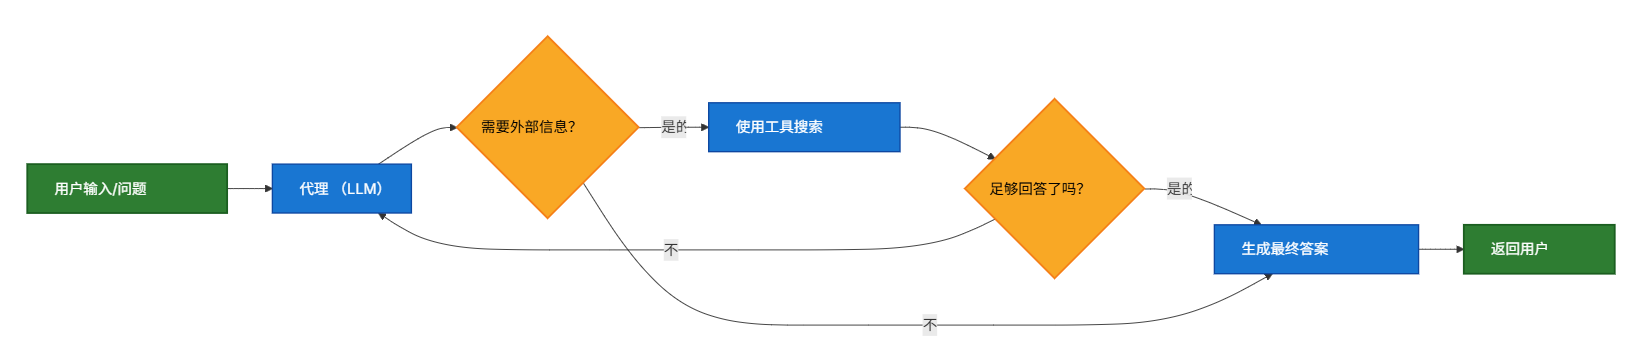 用户输入/问题
代理 （LLM）
需要外部信息?
是的
使用工具搜索
足够回答了吗?
是的
不
不
生成最终答案
返回用户